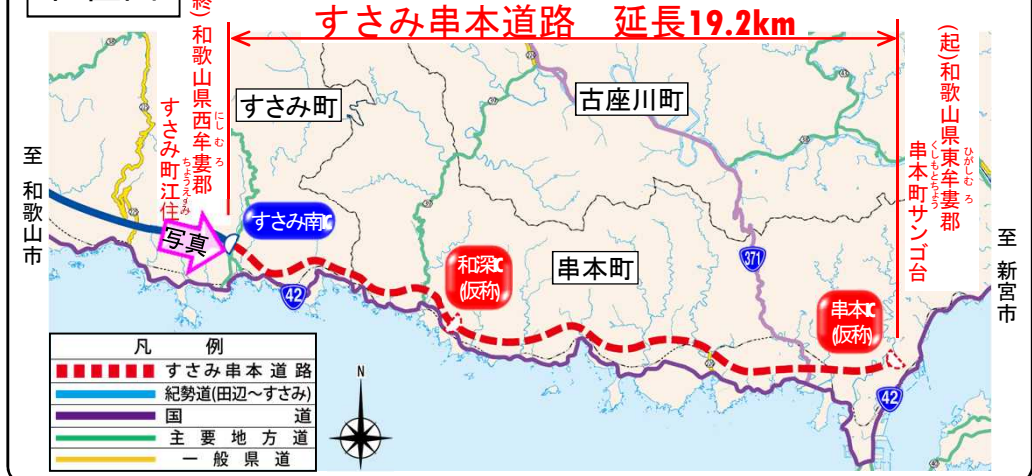 すさみ串本道路 延長19.2km
(終)和歌山県西牟婁郡
にしむろ
すさみ町江住
ちょうえすみ
(起)和歌山県東牟婁郡
ひがしむろ
串本町サンゴ台
くしもとちょう
至 和歌山市
至 新宮市
すさみ町
古座川町
串本町
写真
すさみ南IC
和深IC
(仮称)
串本IC
(仮称)
42
371
42
凡 例
すさみ串本道路
紀勢道(田辺~すさみ)
国道
主要地方道
一般県道
N